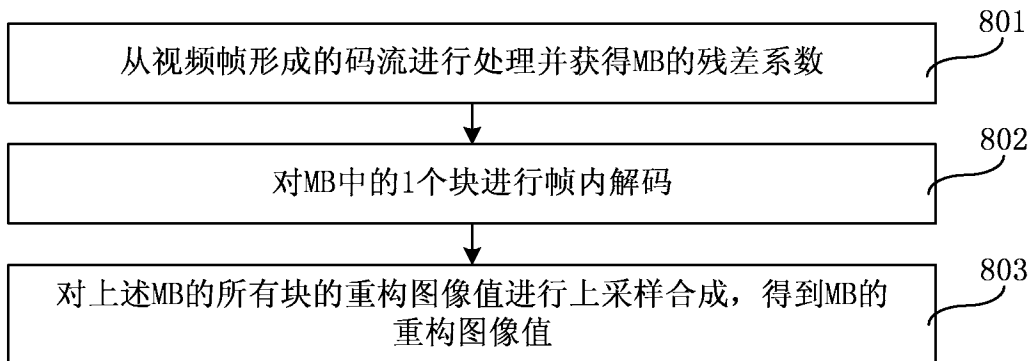 801
从视频帧形成的码流进行处理并获得MB的残差系数
802
对MB中的1个块进行帧内解码
803
对上述MB的所有块的重构图像值进行上采样合成，得到MB的
重构图像值